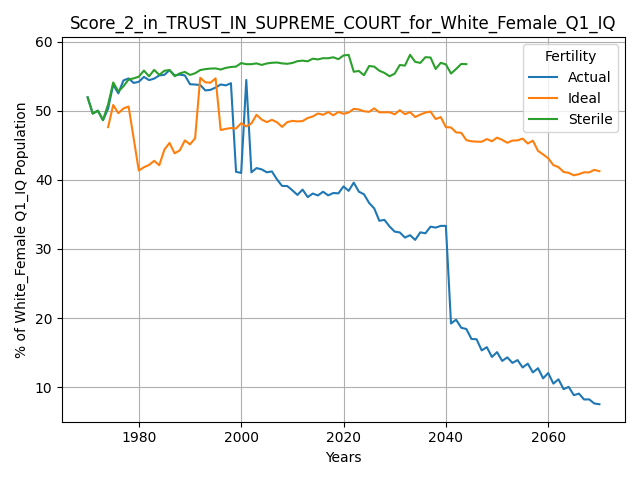 Score_2_in_TRUST_IN_SUPREME_COURT_for_White_Female_Q1_IQ
Fertility
Actual
Ideal
Sterile
% of White_Female Q1_IQ Population
60
50
40
30
20
10
1980
2000
2020
2040
2060
Years